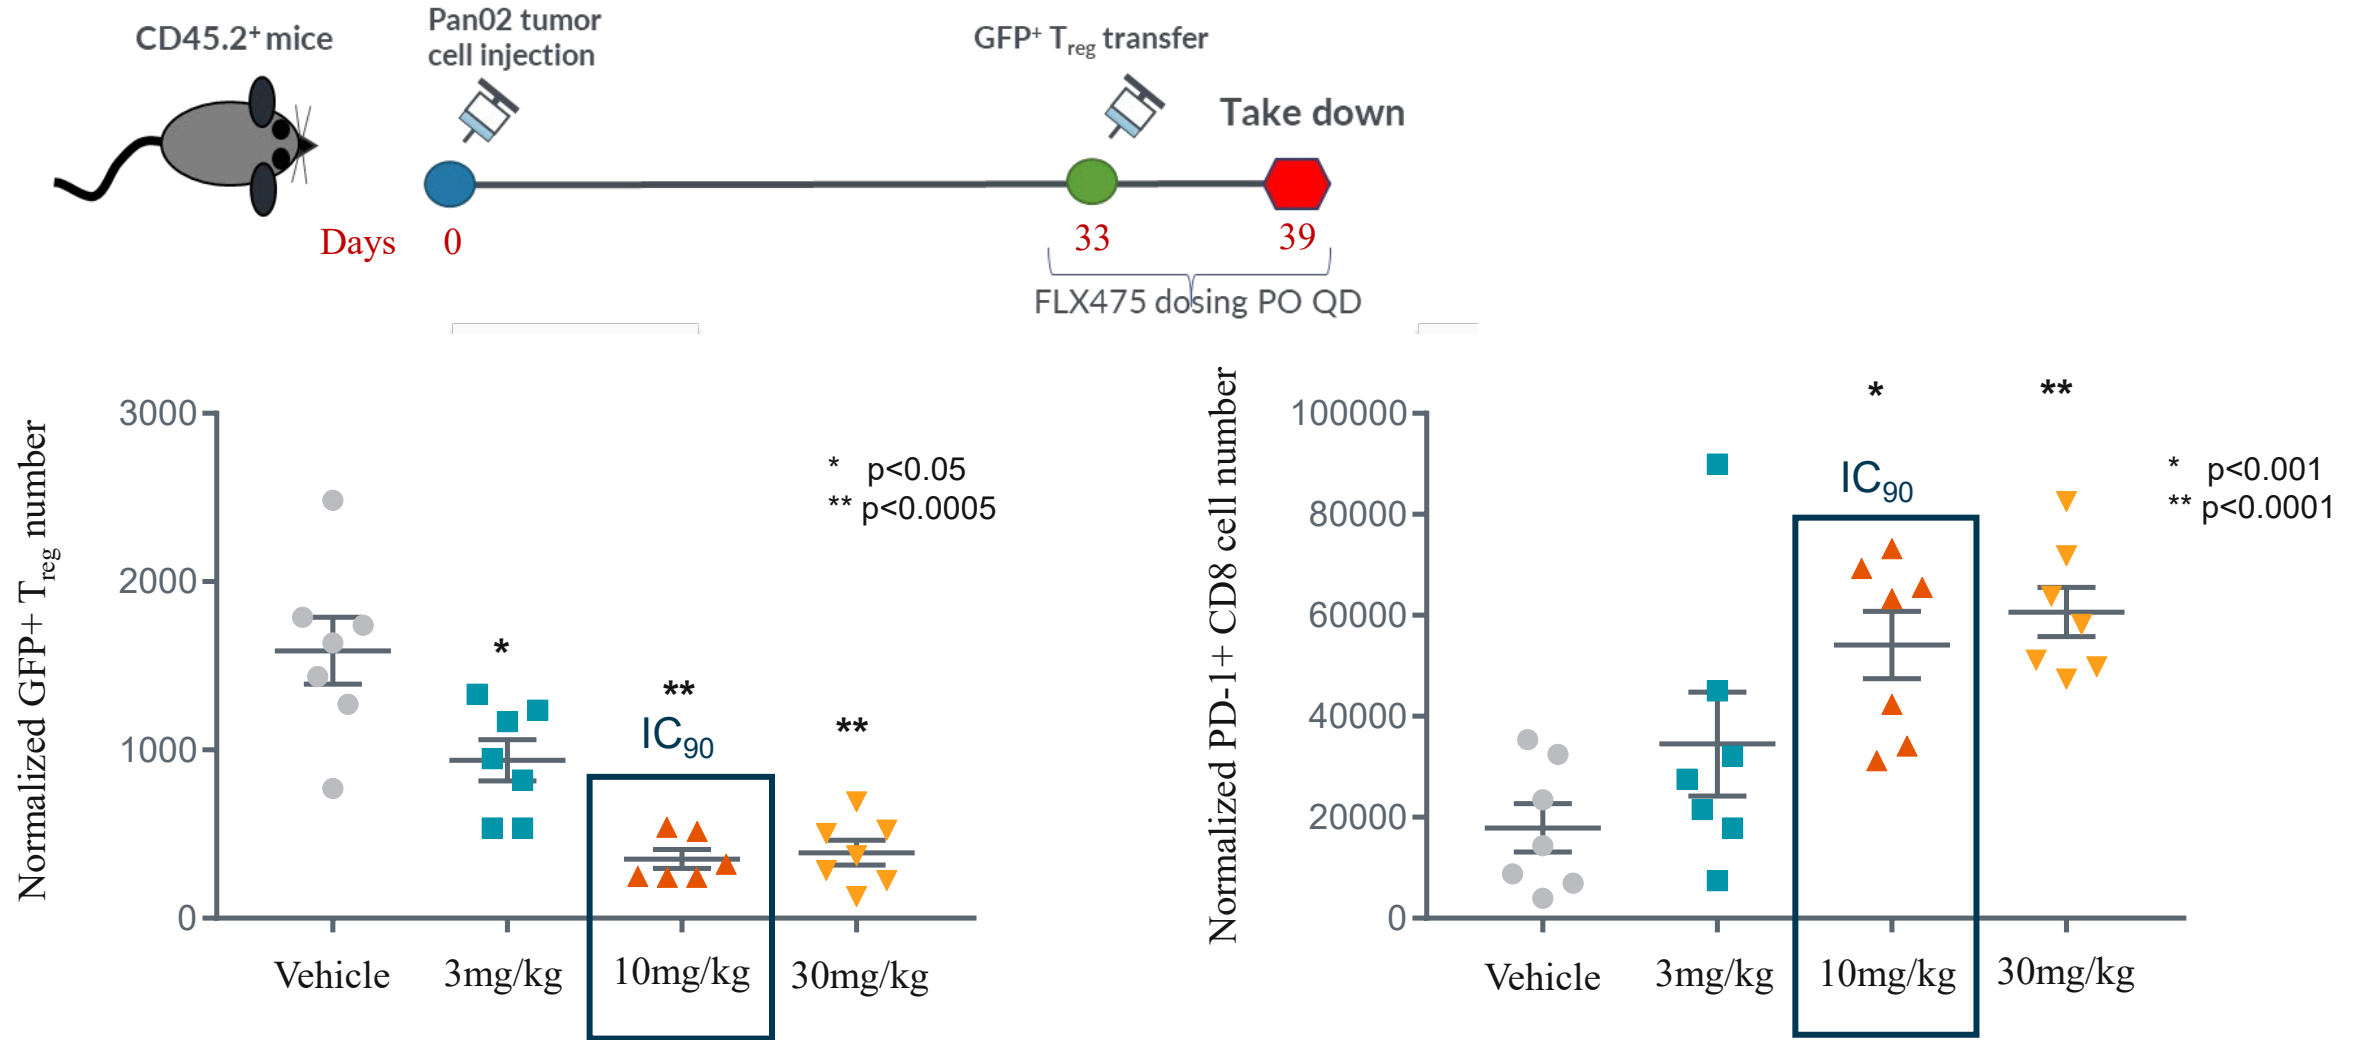 CD45.2+ mice
Pan02 tumor
cell injection
GFP+ Treg transfer
Take down
Days 0 33 39
FLX475 dosing PO QD
Normalized GFP+ Treg number
3000
2000
1000
0
* p<0.05
** p<0.0005
*
**
IC90
**
Vehicle 3mg/kg 10mg/kg 30mg/kg
Normalized PD-1+ CD8 cell number
100000
80000
60000
40000
20000
0
*
**
IC90
* p<0.001
** p<0.0001
Vehicle 3mg/kg 10mg/kg 30mg/kg